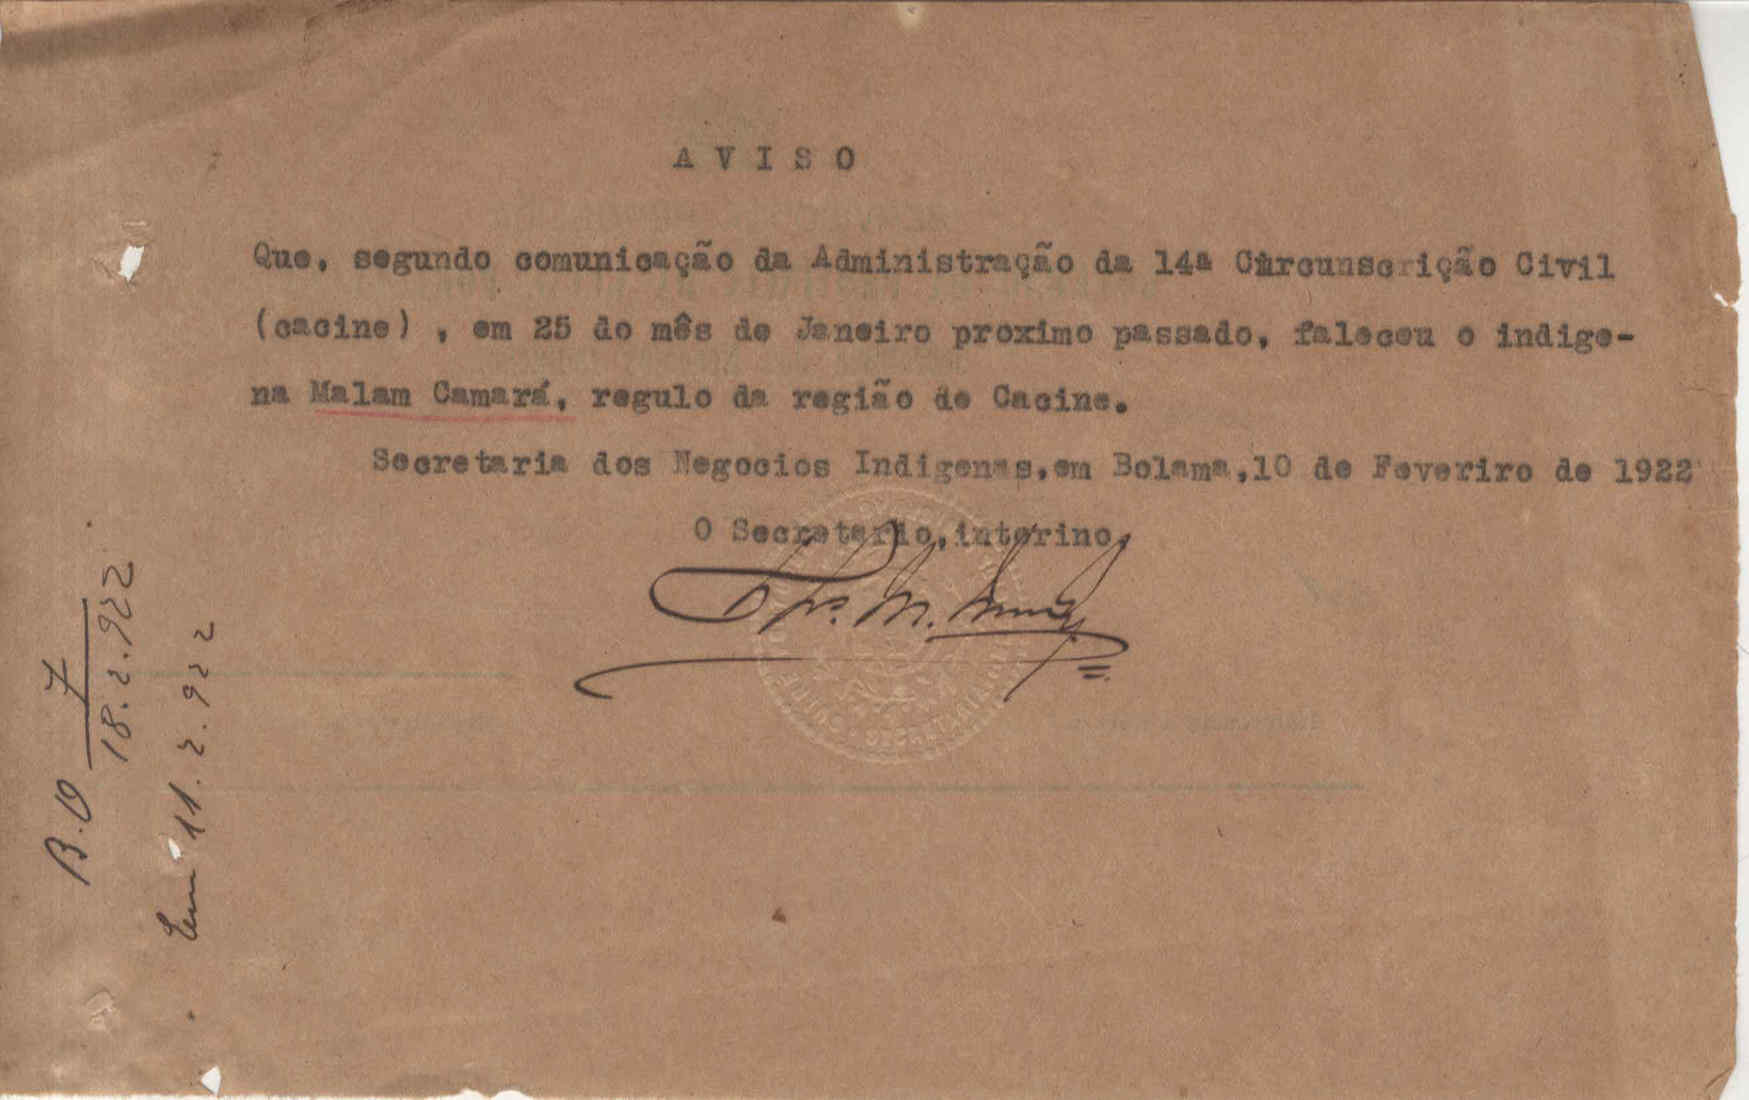 AVISO
Que, segundo comunicação da Administração da 14ª Circunscrição Civil
(cacine) , em 25 do mês de Janeiro proximo passado, faleceu o indige-
na Malam Camará, regulo da região de Cacine.
Secretaria dos Negocios Indigenas,em Bolama,10 de Feveriro de 1922
O Secretario,interino,
B.O 7
18.2.922
Em 11.2.922